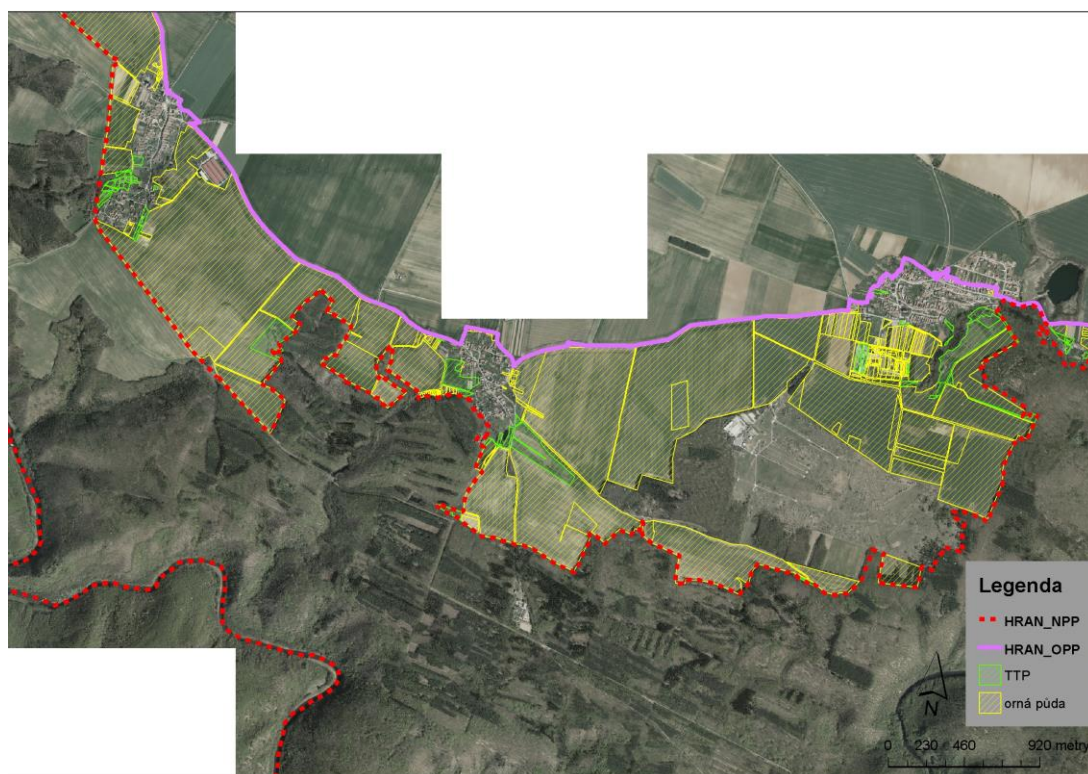 Legenda
HRAN_NPP
HRAN_OPP
TTP
orná půda
N
0 230 460 920 metry